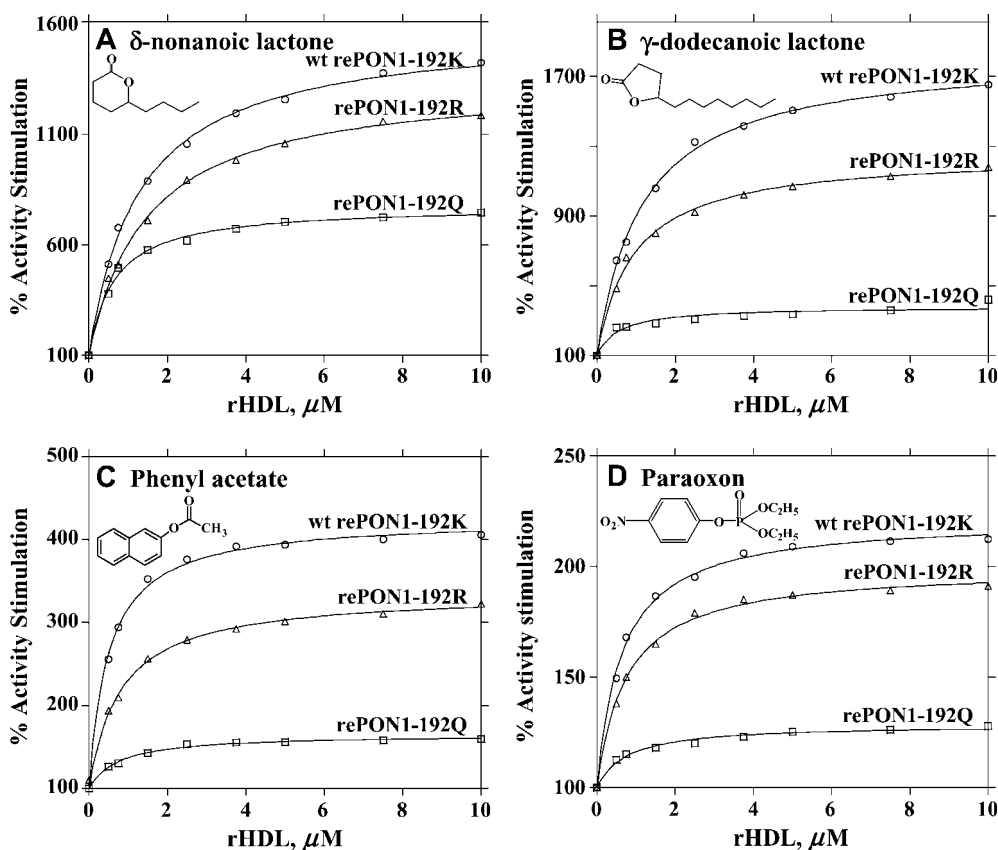 A δ-nonanoic lactone
O
O
wt rePON1-192K
rePON1-192R
rePON1-192Q
1600
1100
600
100
% Activity Stimulation
0 2 4 6 8 10
rHDL, μM
B γ-dodecanoic lactone
O
O
wt rePON1-192K
rePON1-192R
rePON1-192Q
1700
900
100
% Activity Stimulation
0 2 4 6 8 10
rHDL, μM
C Phenyl acetate
O
O
CH3
wt rePON1-192K
rePON1-192R
rePON1-192Q
500
400
300
200
100
% Activity Stimulation
0 2 4 6 8 10
rHDL, μM
D Paraoxon
NO2
O
O
P
OC2H5
OC2H5
wt rePON1-192K
rePON1-192R
rePON1-192Q
250
200
150
100
% Activity stimulation
0 2 4 6 8 10
rHDL, μM